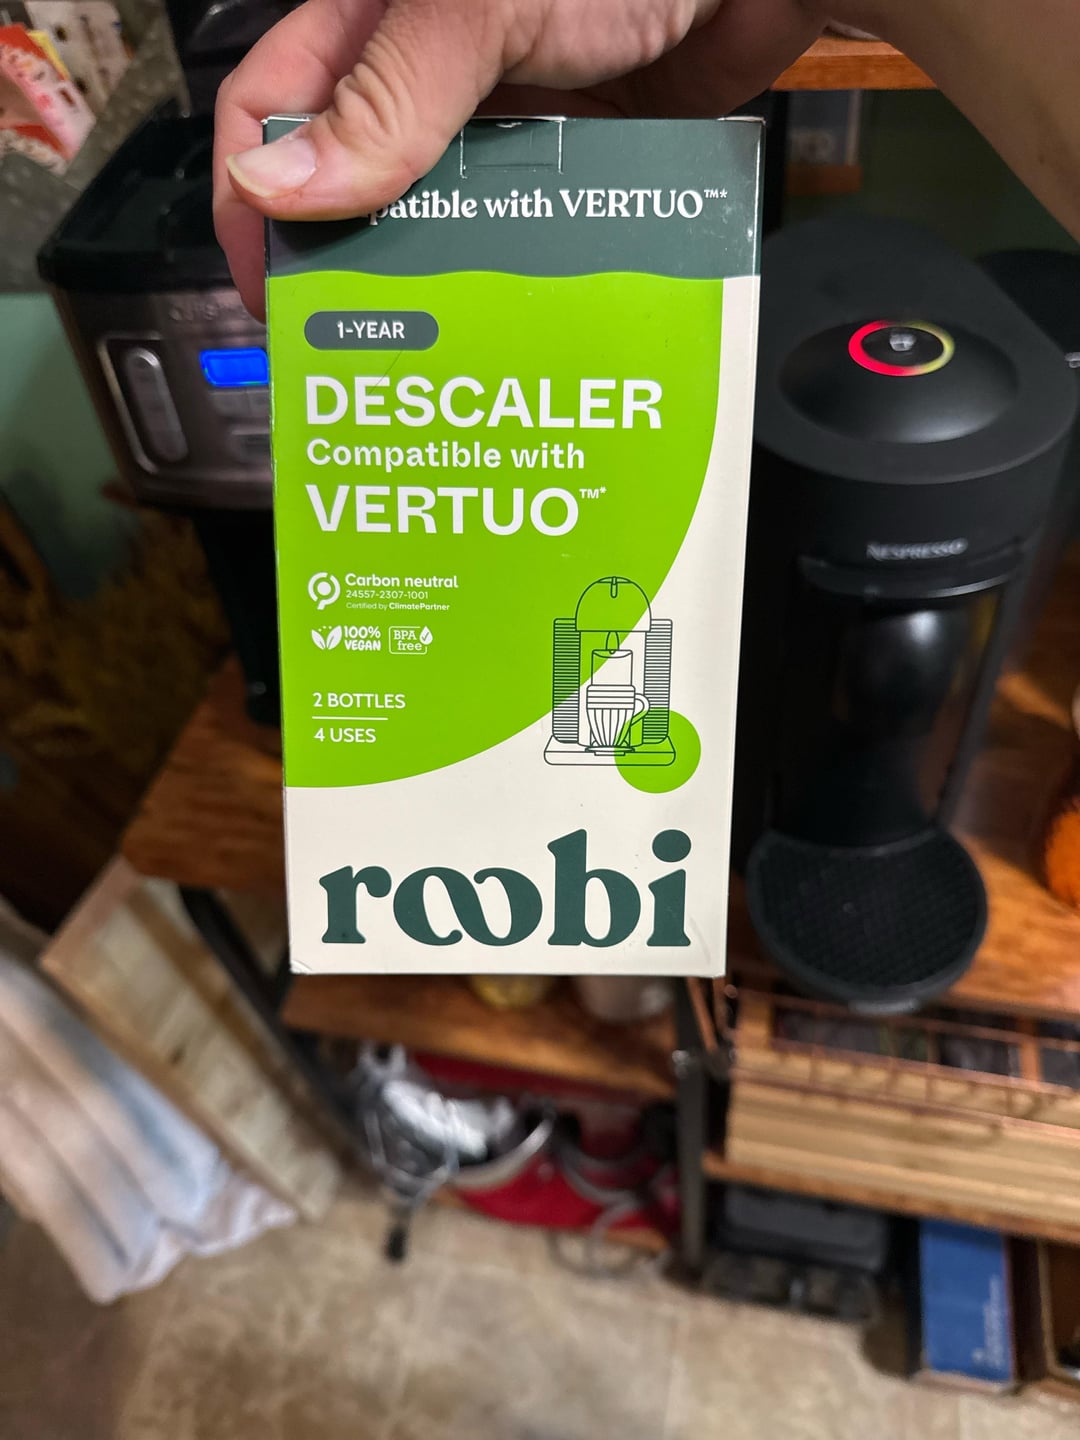 patible with VERTUO™*
1-YEAR
DESCALER
Compatible with
VERTUO™*
Carbon neutral
24557-2307-1001
Certified by ClimatePartner
100%
VEGAN
BPA
free
2 BOTTLES
4 USES
roobi
NESPRESSO